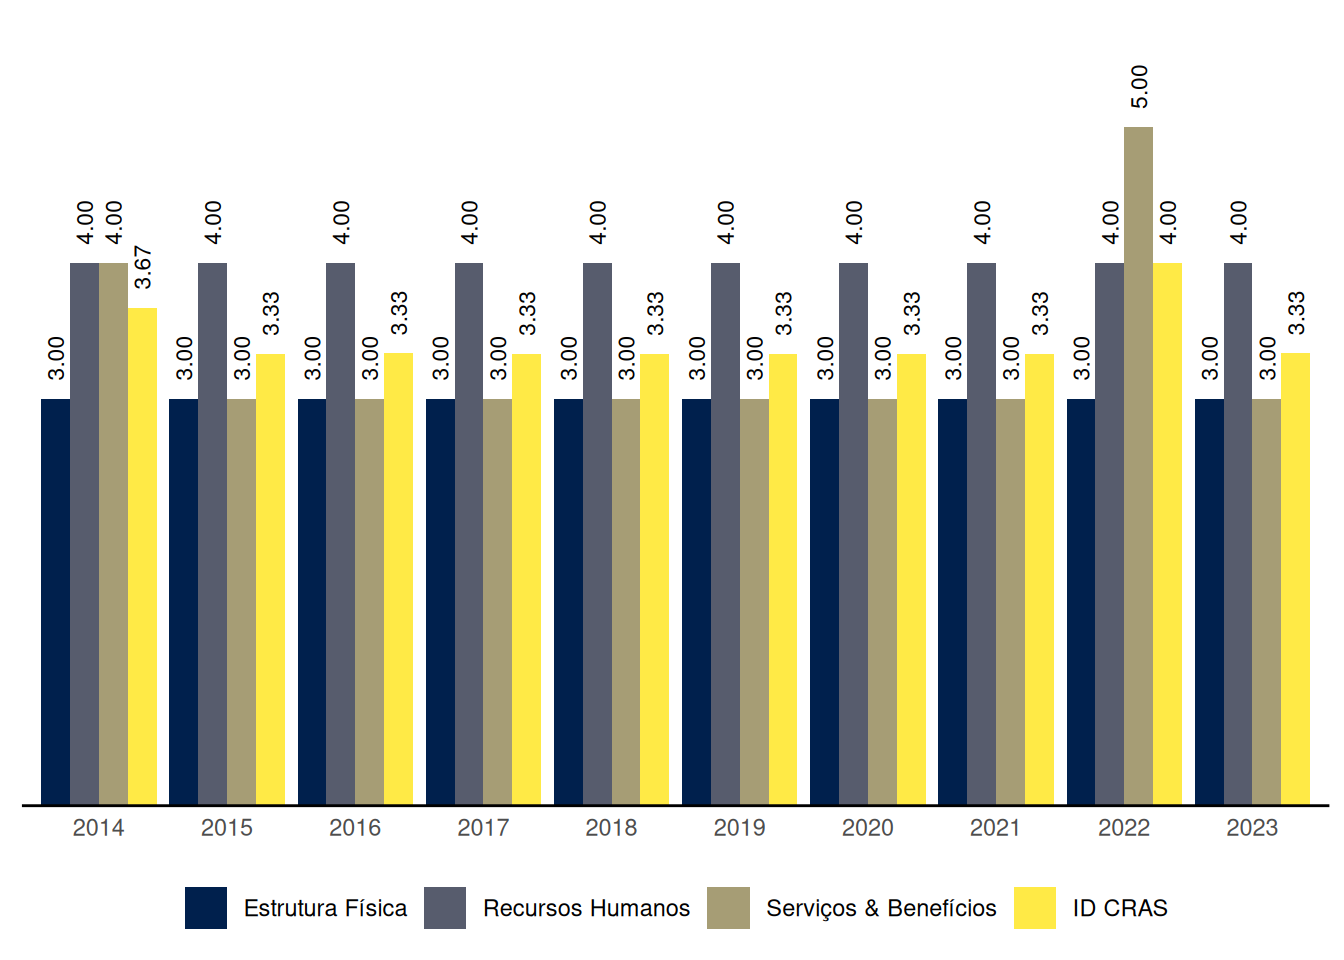 5.00
4.00 4.00 4.00 4.00 4.00 4.00 4.00 4.00 4.00 4.00 4.00 4.00
3.67
3.33 3.33 3.33 3.33 3.33 3.33 3.33 3.33
3.00 3.00 3.00 3.00 3.00 3.00 3.00 3.00 3.00 3.00 3.00 3.00 3.00 3.00 3.00 3.00 3.00 3.00
2014 2015 2016 2017 2018 2019 2020 2021 2022 2023
Estrutura Física Recursos Humanos Serviços & Benefícios ID CRAS